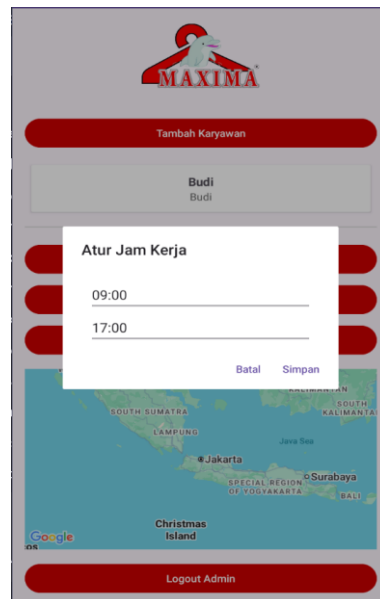 MAXIMA
Tambah Karyawan
Budi
Budi
Atur Jam Kerja
09:00
17:00
Batal Simpan
KALIMANTAN
SOUTH SUMATRA
SOUTH
KALIMANTA
LAMPUNG
Java Sea
Jakarta
Surabaya
SPECIAL REGION
OF YOGYAKARTA
BALI
Christmas
Island
Google
os
Logout Admin